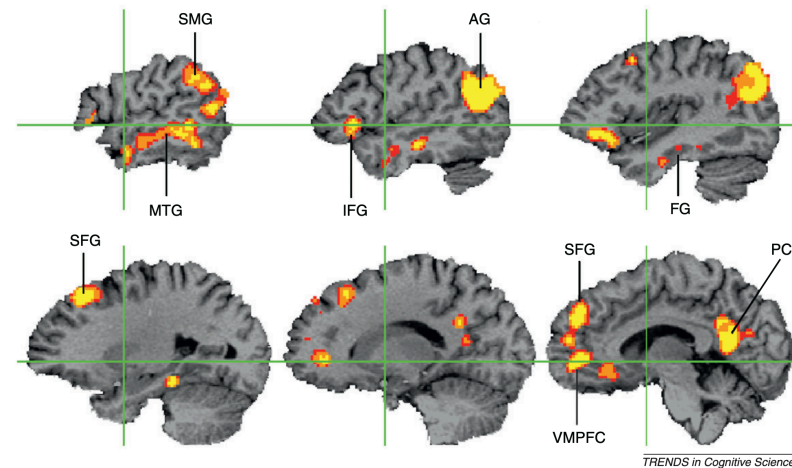 SMG
AG
MTG
IFG
FG
SFG
SFG
PC
VMPFC
TRENDS in Cognitive Science